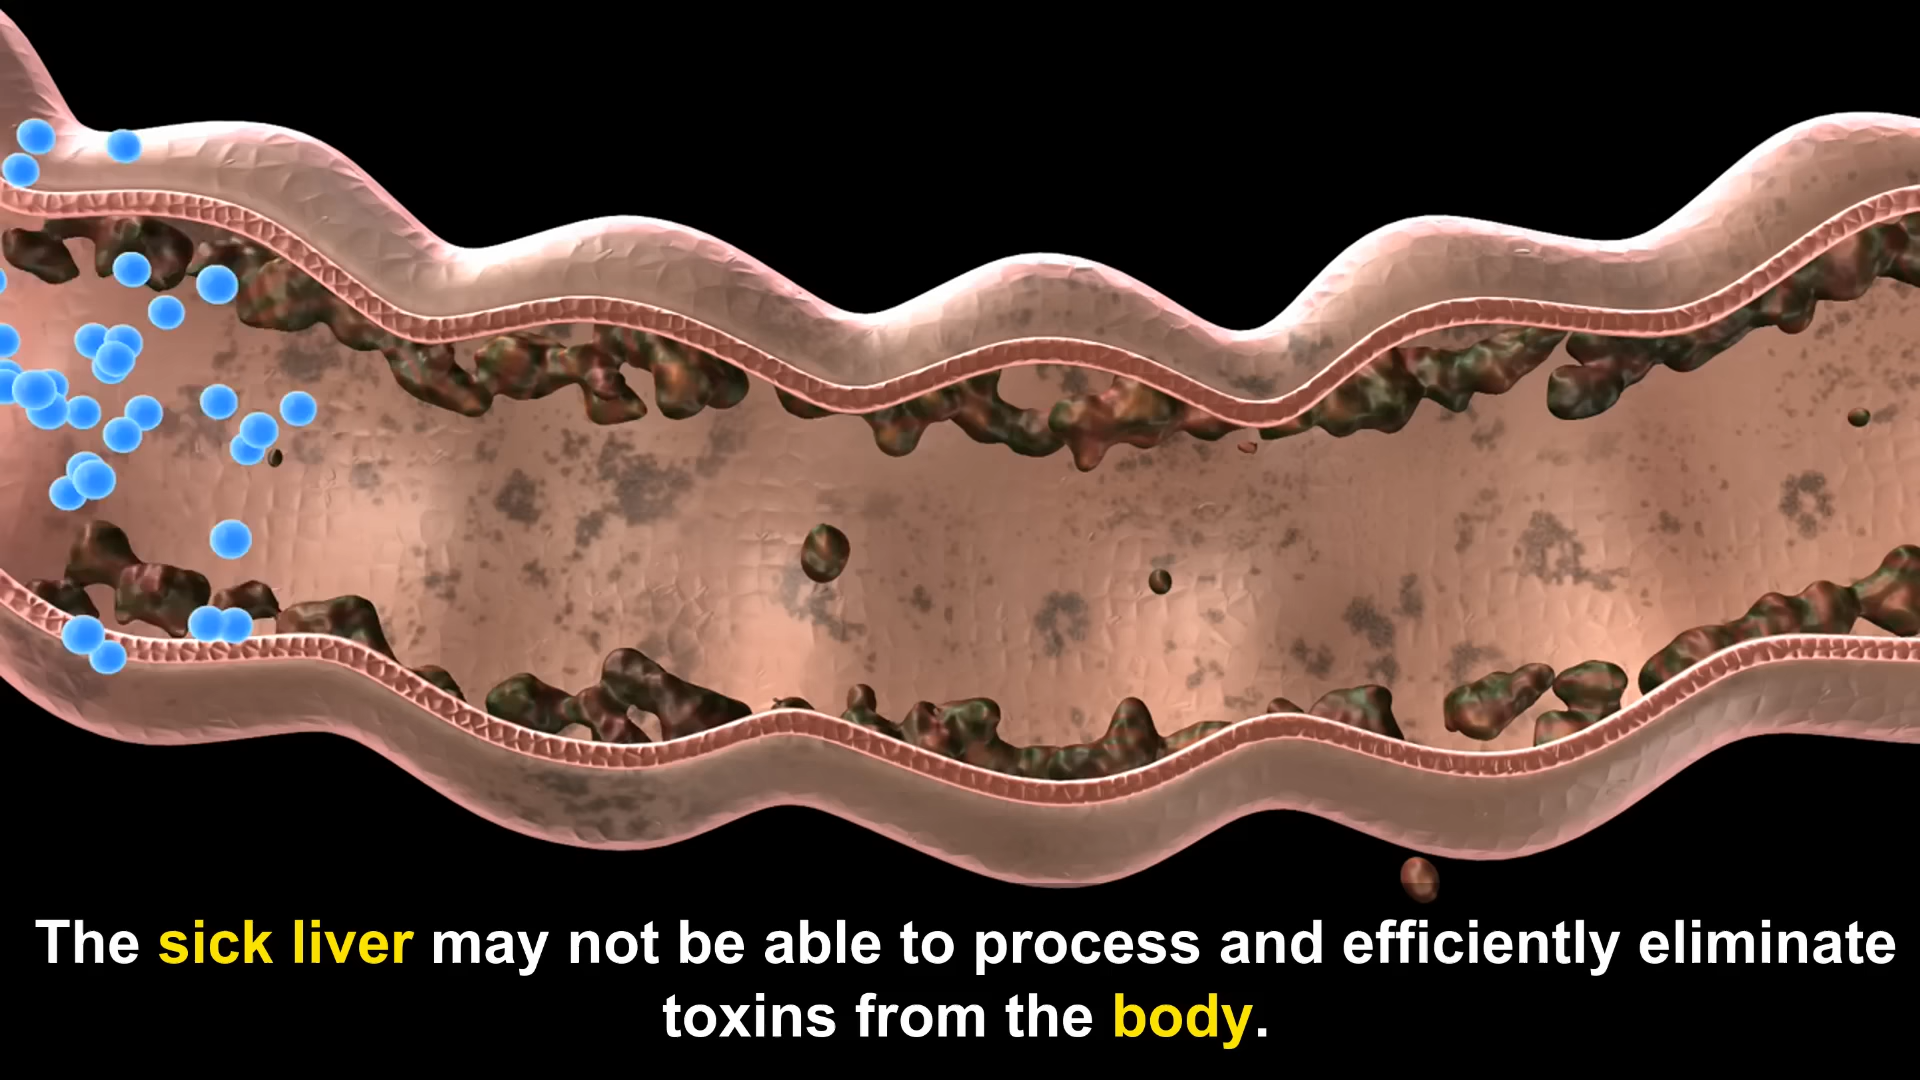 The sick liver may not be able to process and efficiently eliminate
toxins from the body.